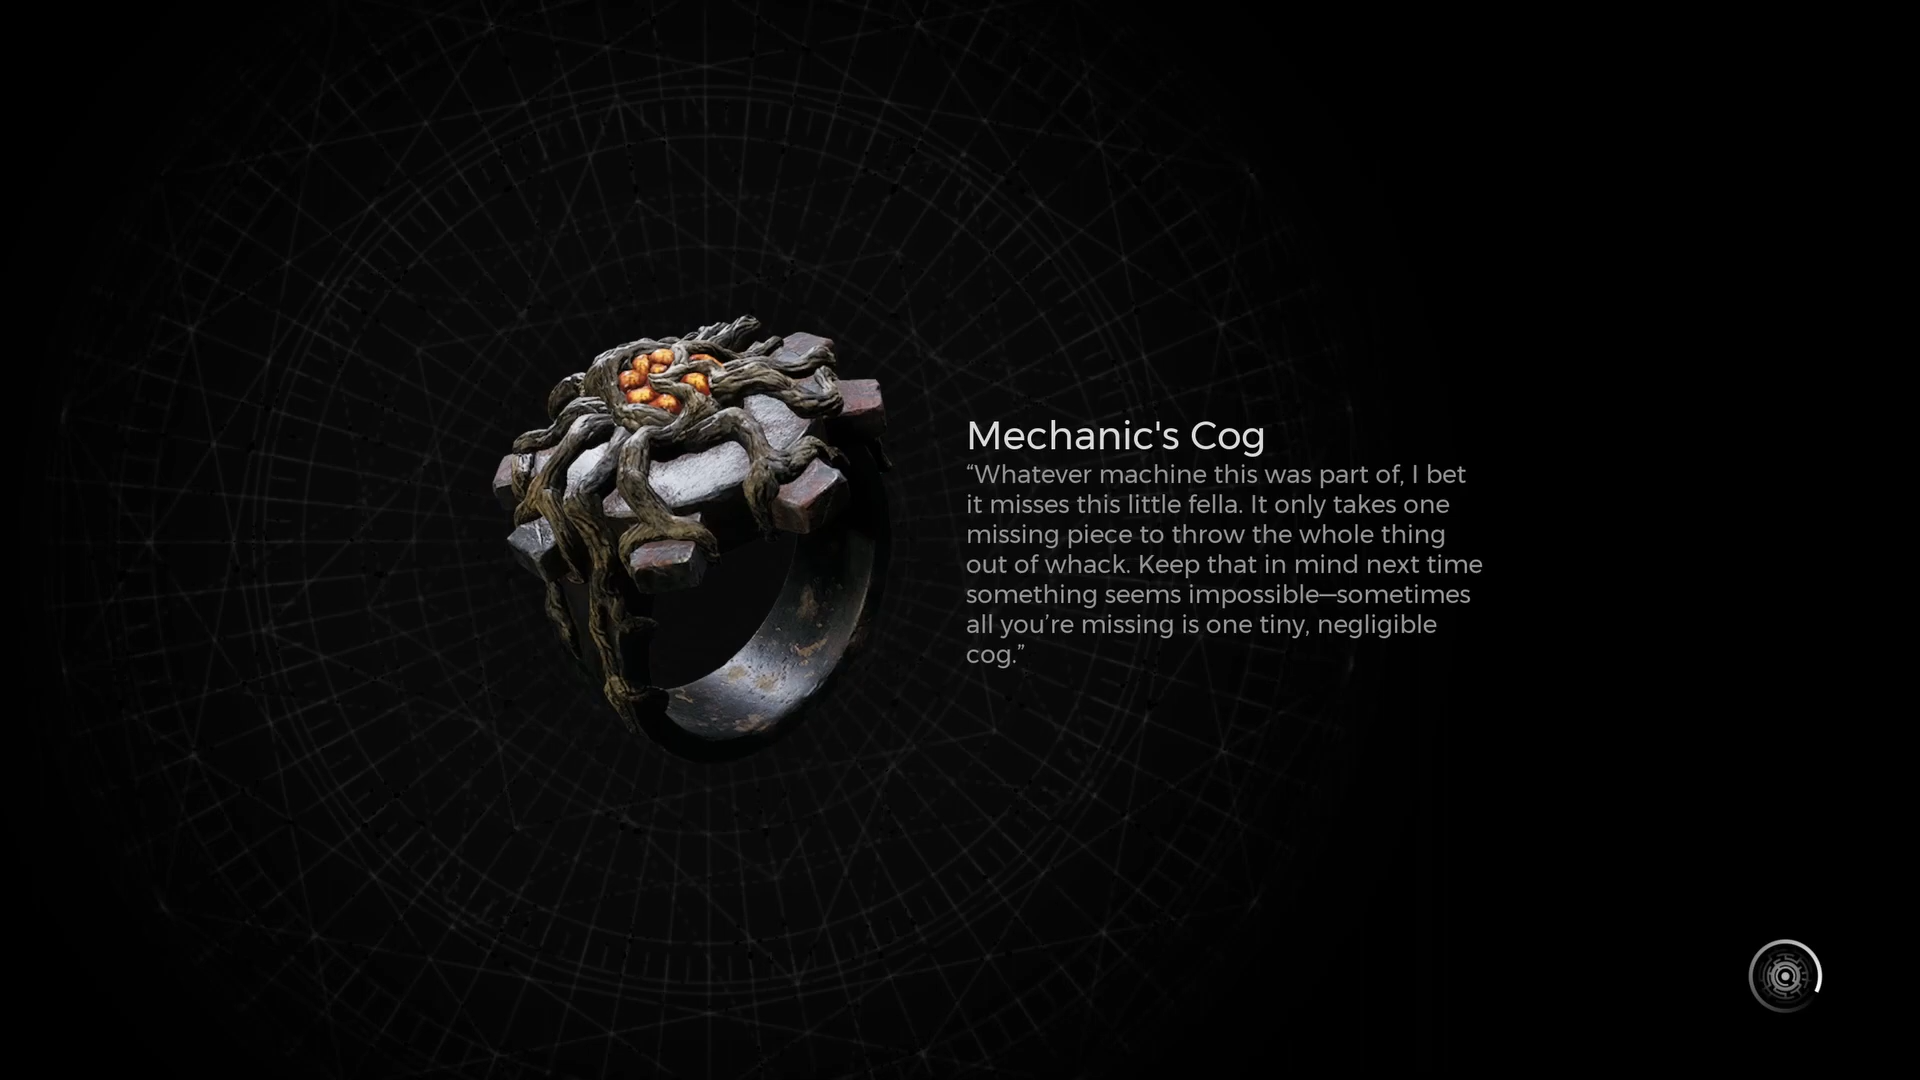 Mechanic's Cog
“Whatever machine this was part of, I bet
it misses this little fella. It only takes one
missing piece to throw the whole thing
out of whack. Keep that in mind next time
something seems impossible—sometimes
all you’re missing is one tiny, negligible
cog.”